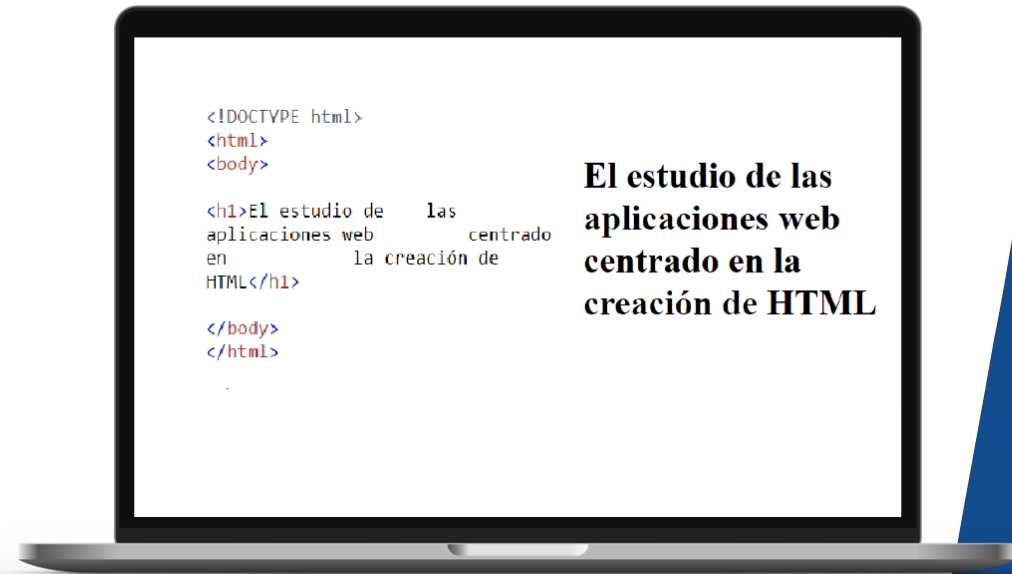 <!DOCTYPE html>
<html>
<body>
<h1>El estudio de    las
aplicaciones web         centrado
en            la creación de
HTML</h1>
</body>
</html>
El estudio de las
aplicaciones web
centrado en la
creación de HTML